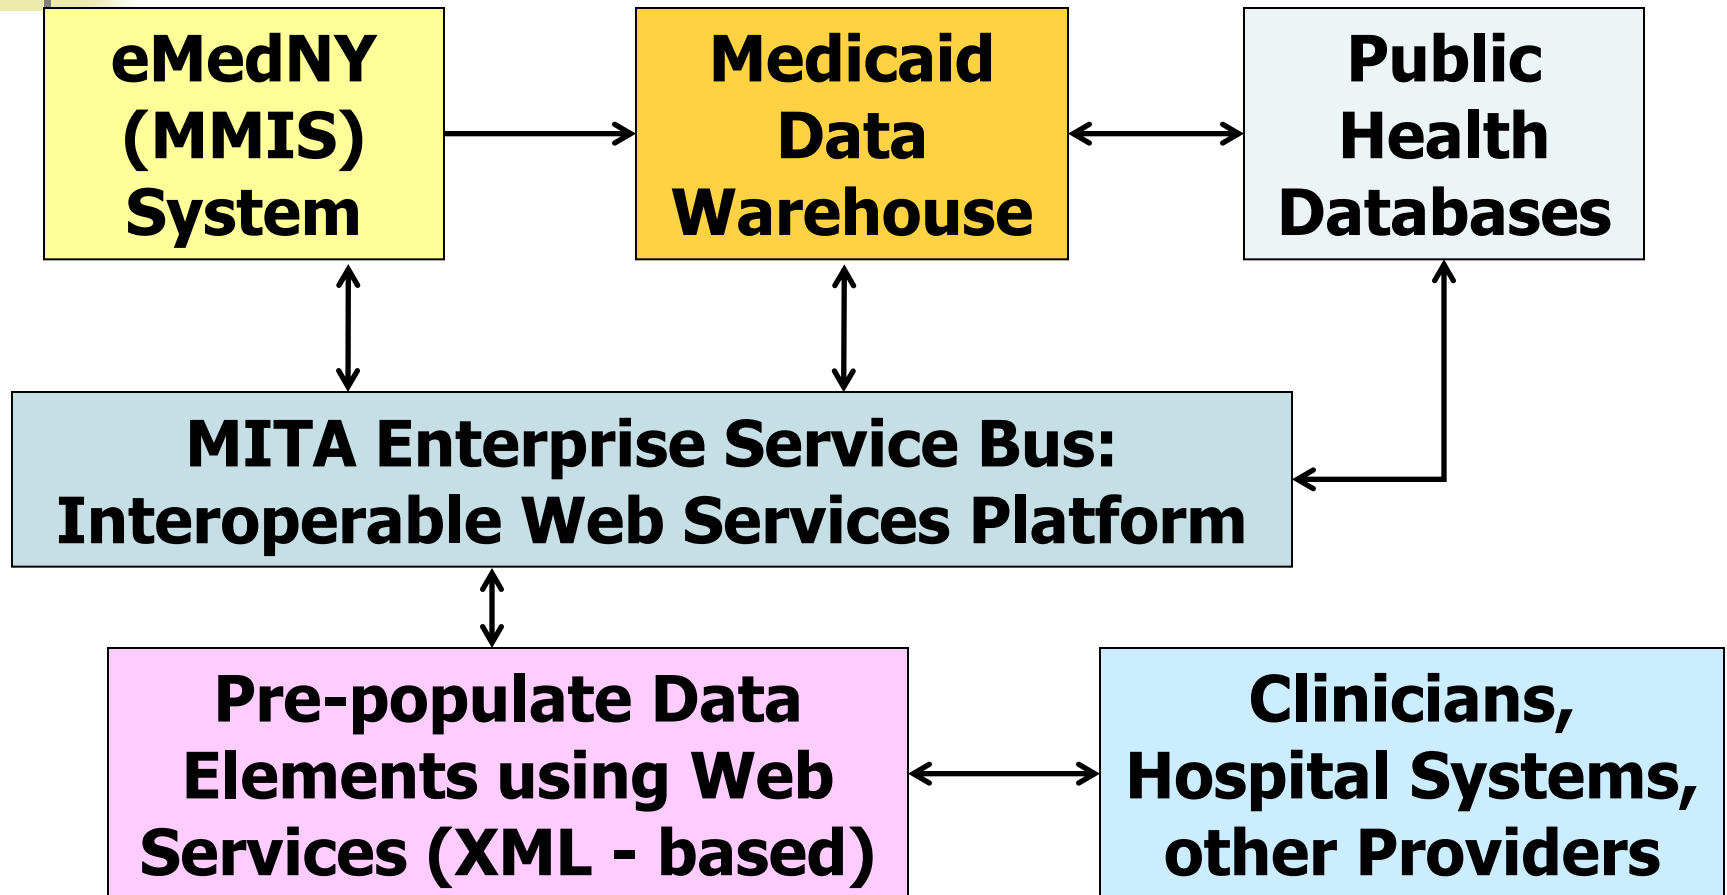 eMedNY
(MMIS)
System
Medicaid
Data
Warehouse
Public
Health
Databases
MITA Enterprise Service Bus:
Interoperable Web Services Platform
Pre-populate Data
Elements using Web
Services (XML - based)
Clinicians,
Hospital Systems,
other Providers